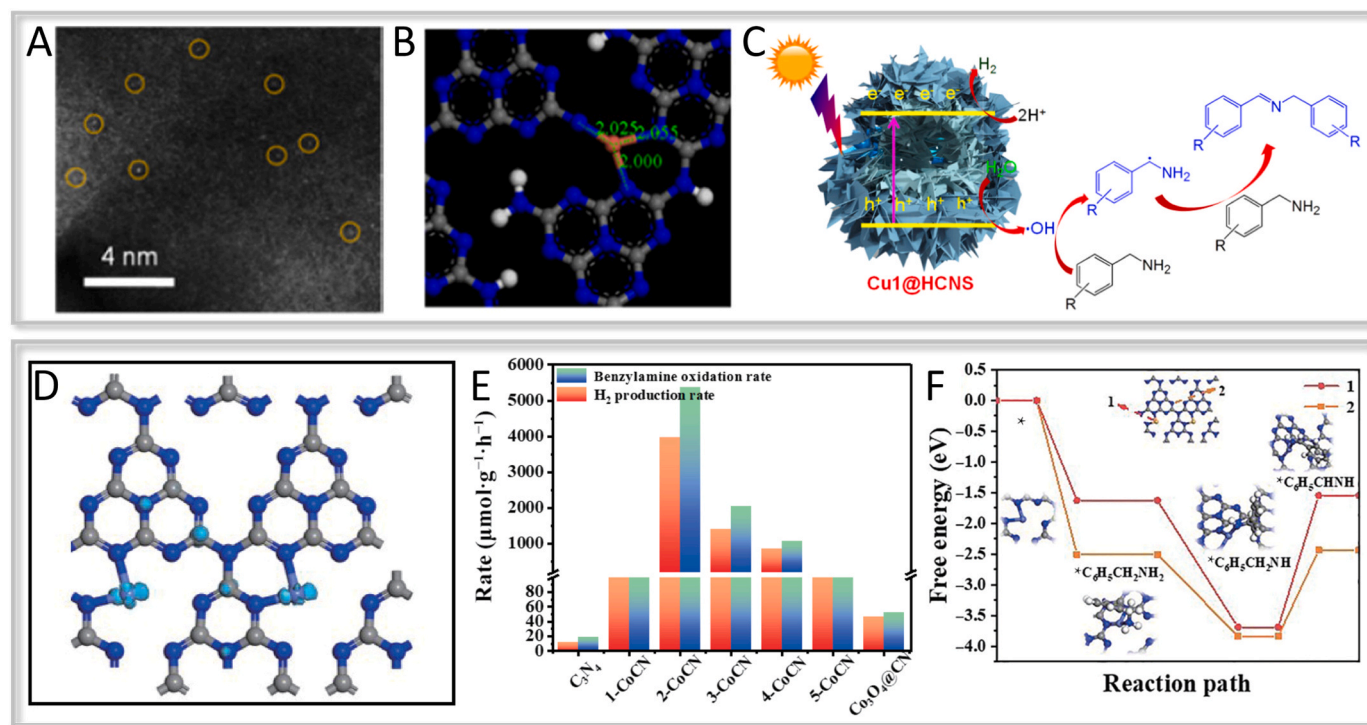 A
4 nm
B
2.025
2.055
2.000
C
H₂
e⁻ e⁻ e⁻ e⁻
2H⁺
H₂O
h⁺ h⁺ h⁺ h⁺
·OH
Cu1@HCNS
R
NH₂
R
NH₂
R
N
R
NH₂
R
D
E
Benzylamine oxidation rate
H₂ production rate
Rate (μmol·g⁻¹·h⁻¹)
6000
5000
4000
3000
2000
1000
80
60
40
20
0
C₃N₄
1-CoCN
2-CoCN
3-CoCN
4-CoCN
5-CoCN
Co₃O₄@CN
F
Free energy (eV)
0.5
0.0
−0.5
−1.0
−1.5
−2.0
−2.5
−3.0
−3.5
−4.0
1
2
1
2
*
*C₆H₅CH₂NH₂
*C₆H₅CH₂NH
*C₆H₅CHNH
Reaction path